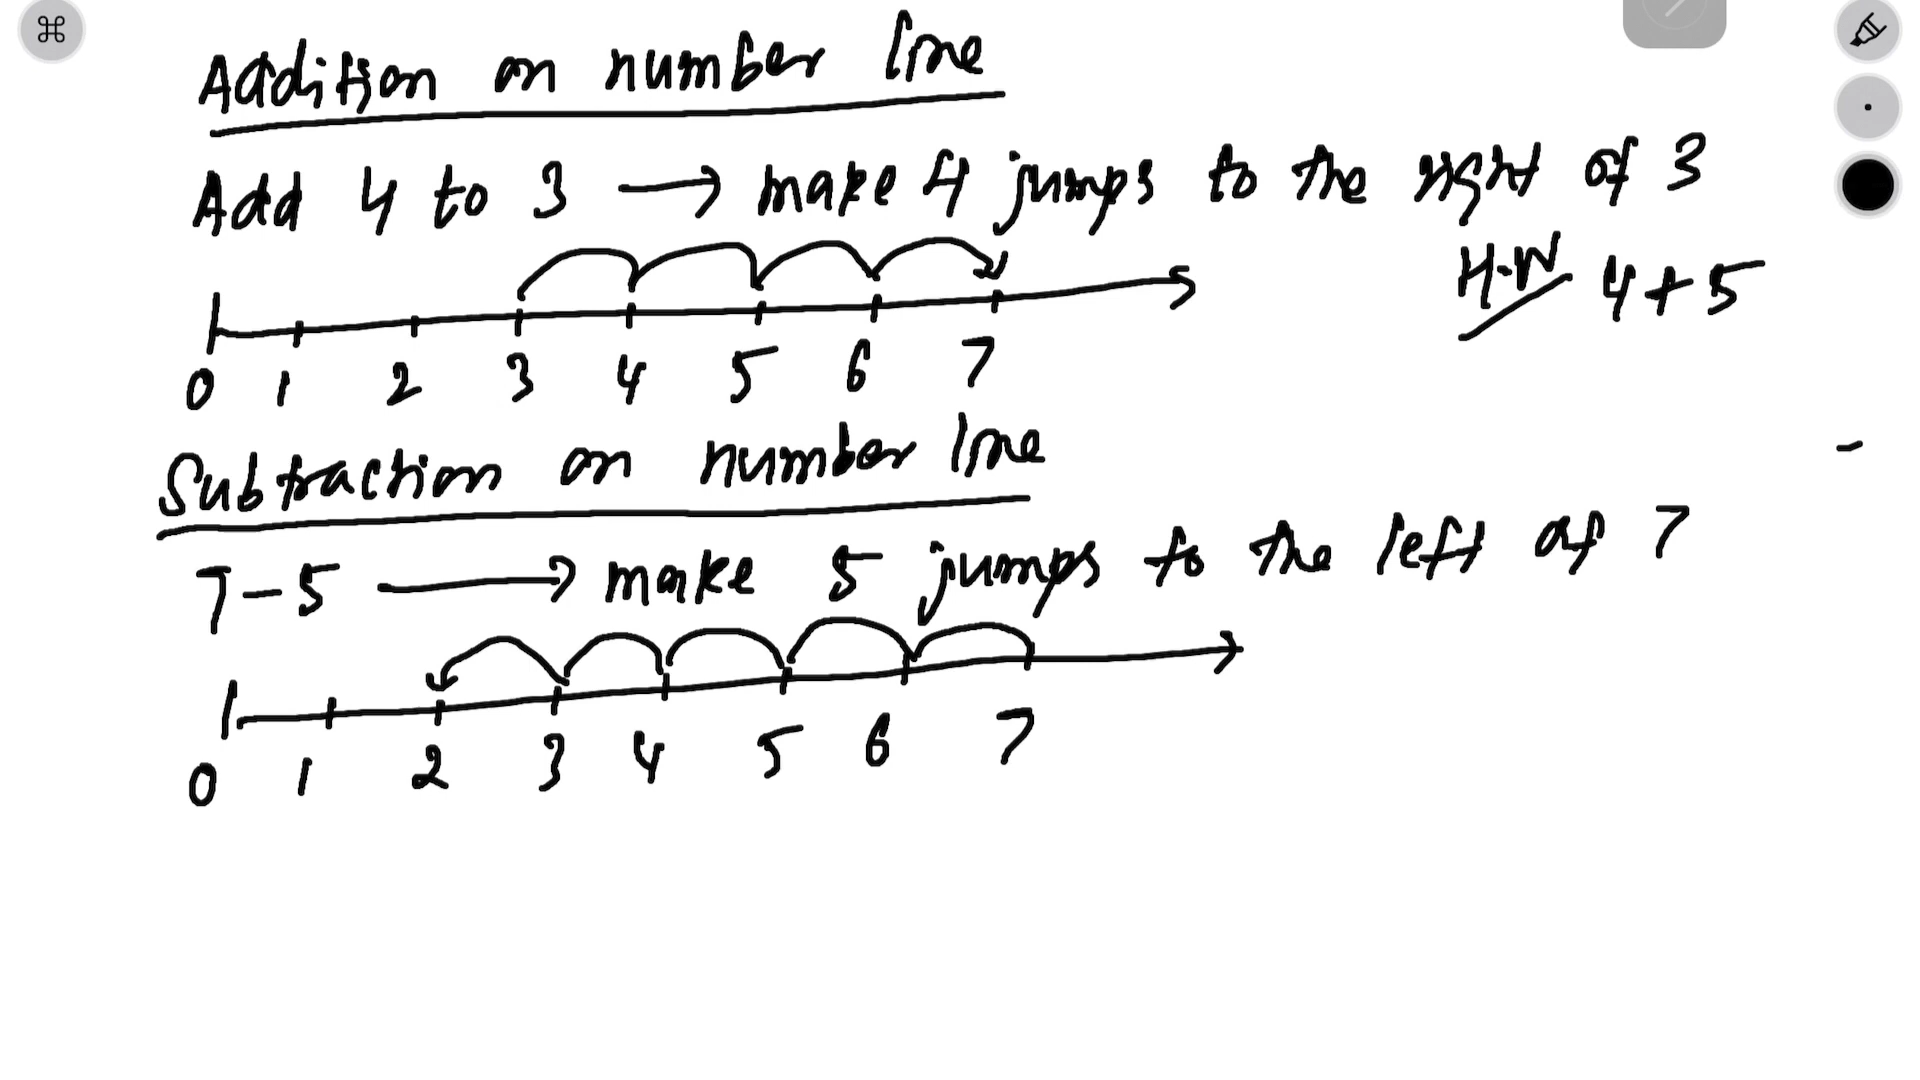 Addition on number line
Add 4 to 3 → make 4 jumps to the right of 3
H.W 4+5
0 1 2 3 4 5 6 7
Subtraction on number line
7-5 → make 5 jumps to the left of 7
0 1 2 3 4 5 6 7